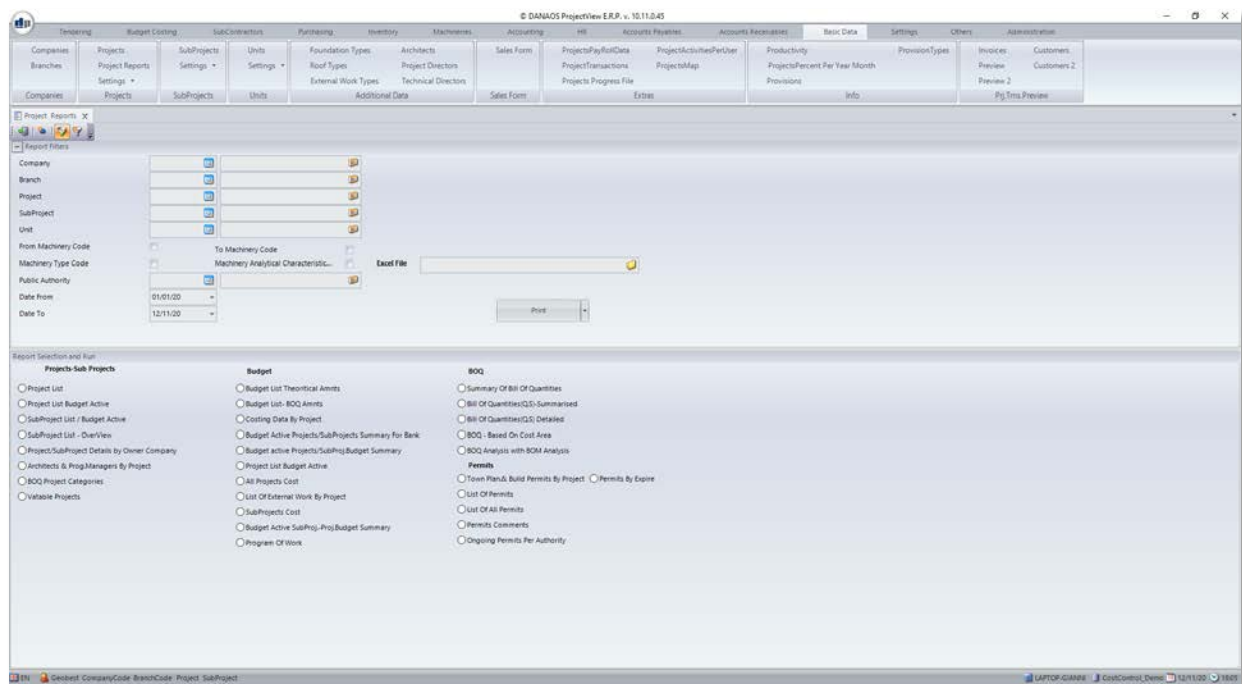 © DANAOS ProjectView E.R.P. v. 10.11.0.45
Tendering Budget Costing SubContractors Purchasing Inventory Machineries Accounting HR Accounts Payables Accounts Receivables Basic Data Settings Others Administration
Companies Projects SubProjects Units Foundation Types Architects Sales Form ProjectsPayRollData ProjectActivitiesPerUser Productivity ProvisionTypes Invoices Customers
Branches Project Reports Settings Settings Roof Types Project Directors ProjectTransactions ProjectsMap ProjectsPercent Per Year Month Preview Customers 2
Settings External Work Types Technical Directors Projects Progress File Provisions Preview 2
Companies Projects SubProjects Units Additional Data Sales Form Extras Info Prj.Trns.Preview
Project Reports
Report Filters
Company
Branch
Project
SubProject
Unit
From Machinery Code To Machinery Code
Machinery Type Code Machinery Analytical Characteristic... Excel File
Public Authority
Date From 01/01/20
Date To 12/11/20 Print
Report Selection and Run
Projects-Sub Projects Budget BOQ
Project List Budget List Theoritical Amnts Summary Of Bill Of Quantities
Project List Budget Active Budget List- BOQ Amnts Bill Of Quantities(Q.S)-Summarised
SubProject List / Budget Active Costing Data By Project Bill Of Quantities(Q.S) Detailed
SubProject List - OverView Budget Active Projects/SubProjects Summary For Bank BOQ - Based On Cost Area
Project/SubProject Details by Owner Company Budget active Projects/SubProj.Budget Summary BOQ Analysis with BOM Analysis
Architects & Prog.Managers By Project Project List Budget Active Permits
BOQ Project Categories All Projects Cost Town Plan.& Build Permits By Project Permits By Expire
Vatable Projects List Of External Work By Project List Of Permits
SubProjects Cost List Of All Permits
Budget Active SubProj.-Proj.Budget Summary Permits Comments
Program Of Work Ongoing Permits Per Authority
EN Geobest CompanyCode BranchCode Project SubProject LAPTOP-GIANNI CostControl_Demo 12/11/20